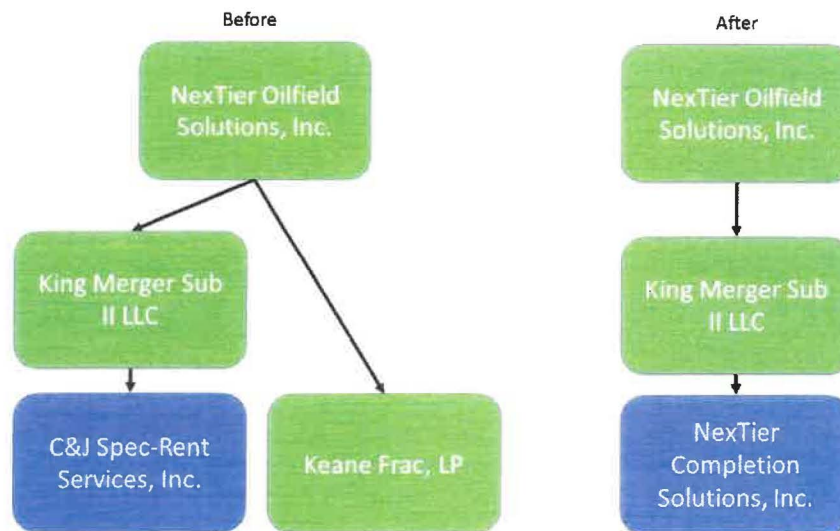 Before
NexTier Oilfield
Solutions, Inc.
King Merger Sub
II LLC
C&J Spec-Rent
Services, Inc.
Keane Frac, LP
After
NexTier Oilfield
Solutions, Inc.
King Merger Sub
II LLC
NexTier
Completion
Solutions, Inc.